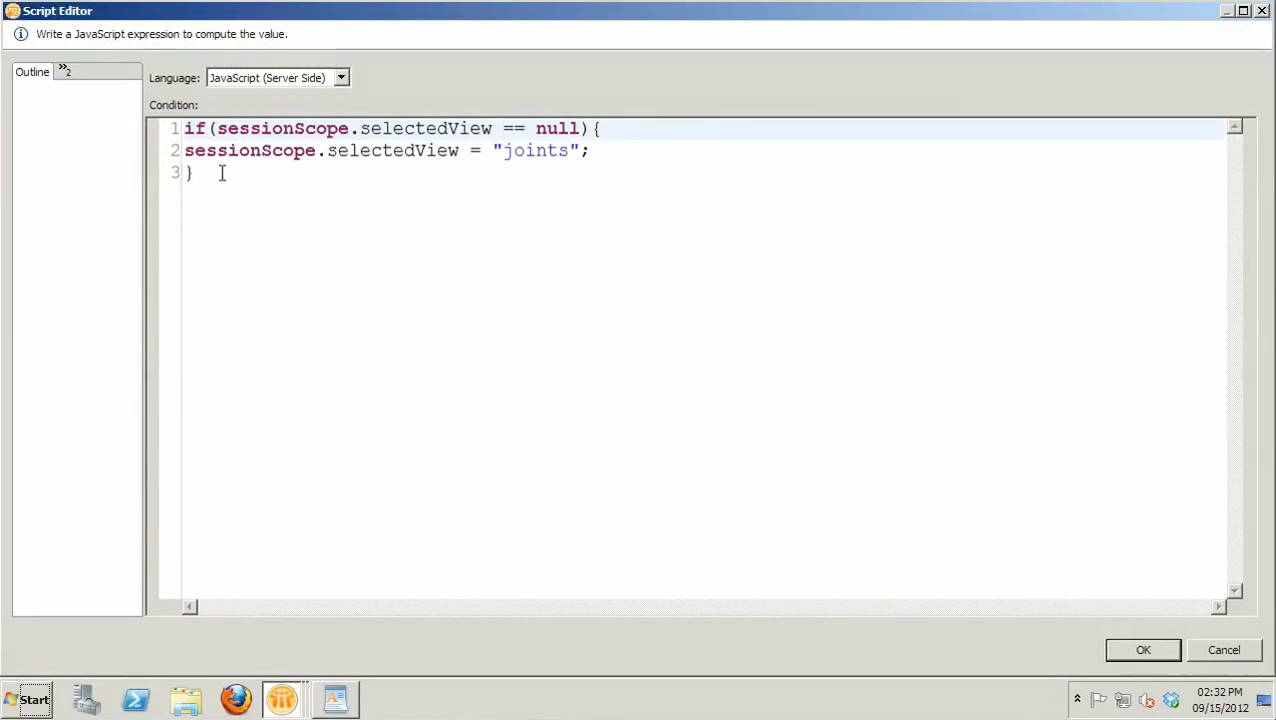 Script Editor
Write a JavaScript expression to compute the value.
Outline
2
Language: JavaScript (Server Side)
Condition:
1 if(sessionScope.selectedView == null){
2 sessionScope.selectedView = "joints";
3 }
OK
Cancel
Start
02:32 PM
09/15/2012